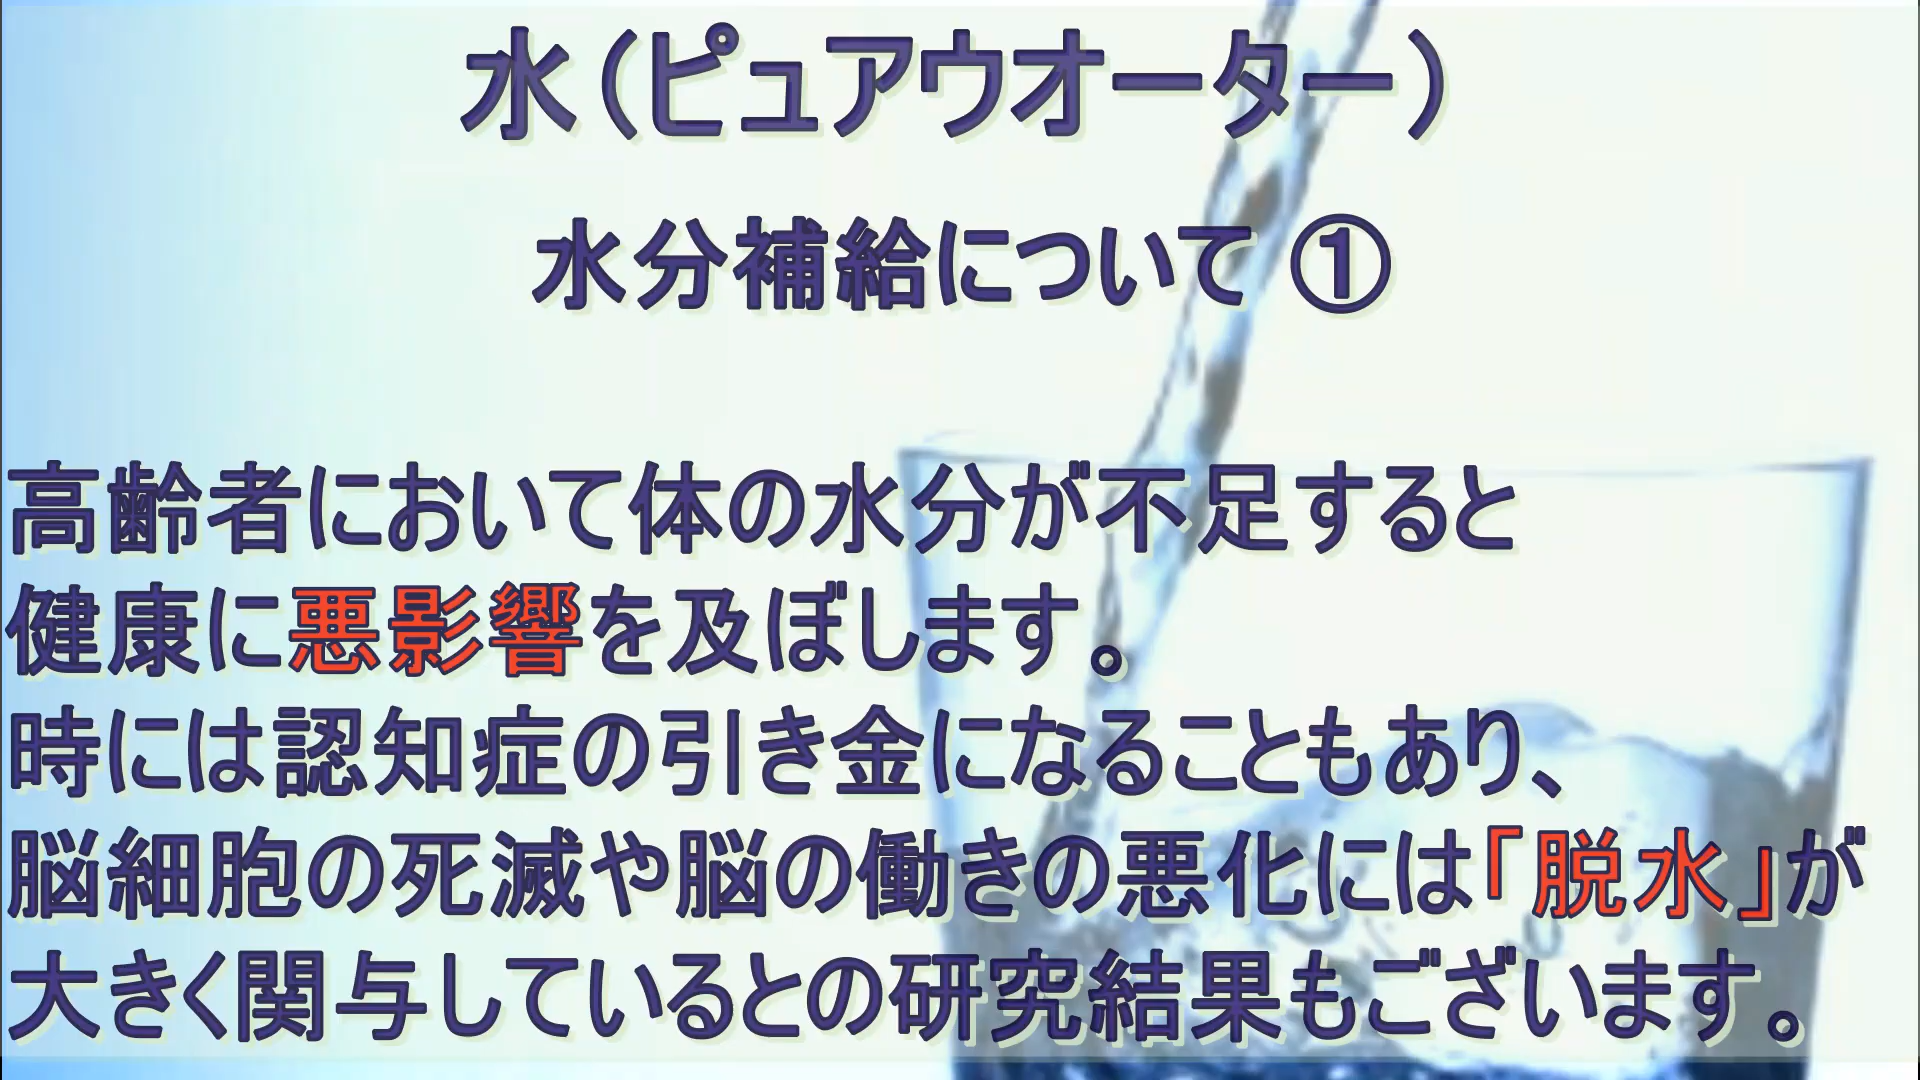 水（ピュアウオーター）
水分補給について ①
高齢者において体の水分が不足すると
健康に悪影響を及ぼします。
時には認知症の引き金になることもあり、
脳細胞の死滅や脳の働きの悪化には「脱水」が
大きく関与しているとの研究結果もございます。